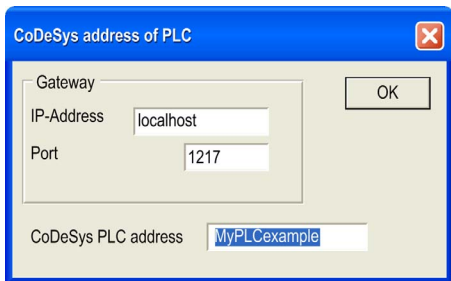 CoDeSys address of PLC
Gateway
OK
IP-Address localhost
Port 1217
CoDeSys PLC address MyPLCexample